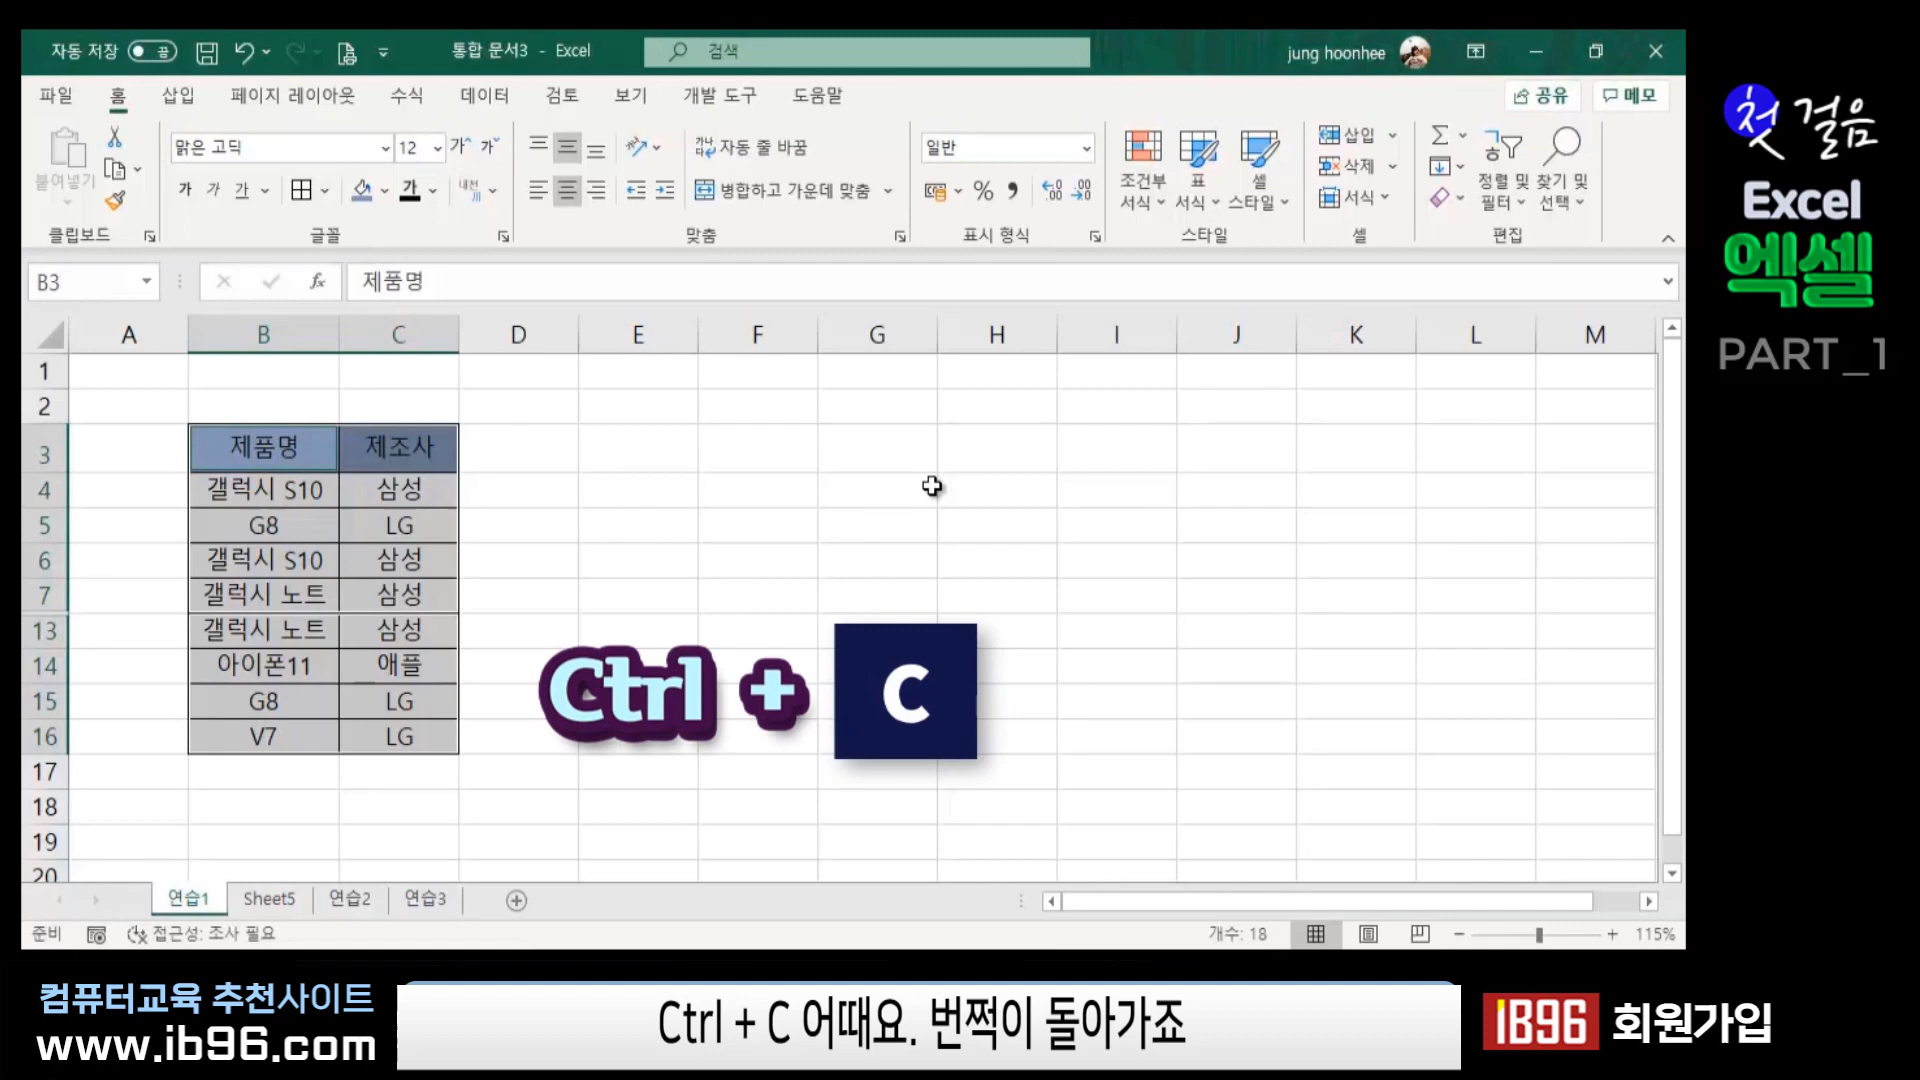 자동 저장 끔 통합 문서3 - Excel 검색 jung hoonhee
파일 홈 삽입 페이지 레이아웃 수식 데이터 검토 보기 개발 도구 도움말 공유 메모
붙여넣기 맑은 고딕 12 가 가 자동 줄 바꿈 일반 조건부 서식 표 서식 셀 스타일 삽입 정렬 및 필터 찾기 및 선택
삭제
가 가 가 가 내천 병합하고 가운데 맞춤 % 서식
클립보드 글꼴 맞춤 표시 형식 스타일 셀 편집
B3 fx 제품명
A B C D E F G H I J K L M
1
2
3 제품명 제조사
4 갤럭시 S10 삼성
5 G8 LG
6 갤럭시 S10 삼성
7 갤럭시 노트 삼성
13 갤럭시 노트 삼성
14 아이폰11 애플
15 G8 LG
16 V7 LG
17
18
19
20
Ctrl + C
연습1 Sheet5 연습2 연습3
준비 접근성: 조사 필요 개수: 18 115%
첫 걸음
Excel
엑셀
PART_1
컴퓨터교육 추천사이트
www.ib96.com
Ctrl + C 어때요. 번쩍이 돌아가죠
IB96 회원가입